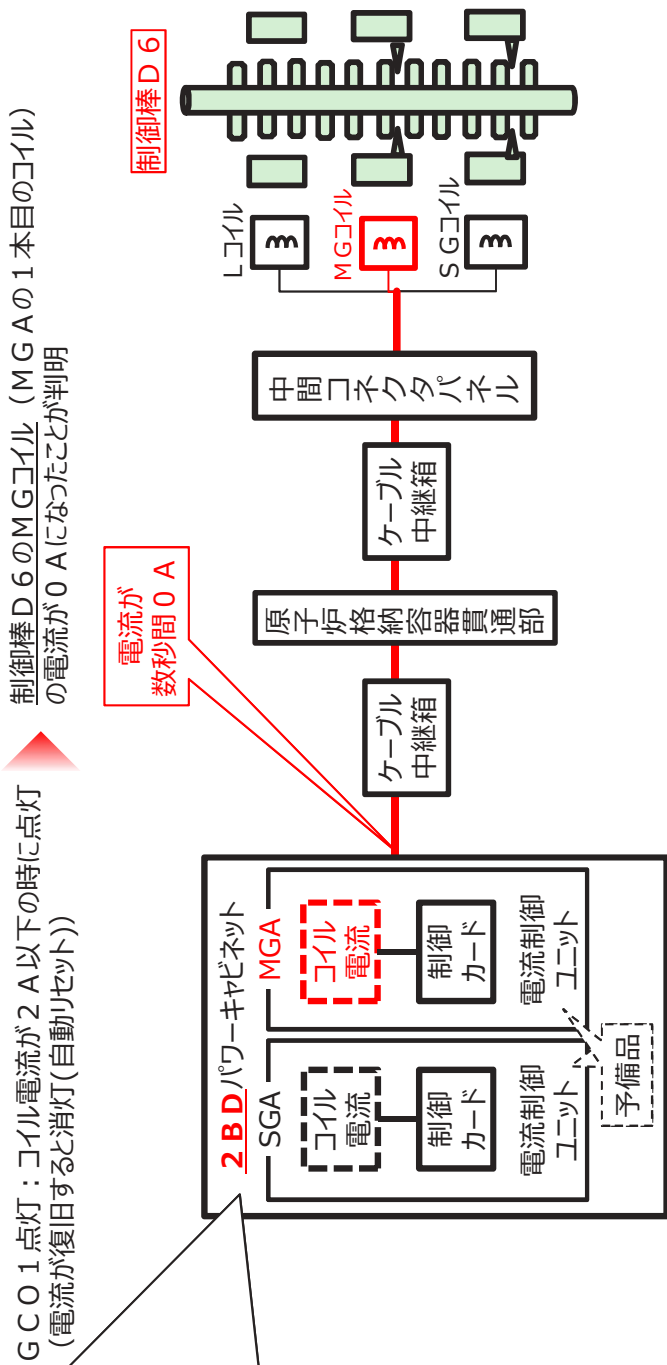 GCO1点灯：コイル電流が2A以下の時に点灯
(電流が復旧すると消灯(自動リセット))
制御棒D6のMGコイル（MGAの1本目のコイル)
の電流が0Aになったことが判明
2BDパワーキャビネット
SGA
コイル
電流
制御
カード
電流制御
ユニット
MGA
コイル
電流
制御
カード
電流制御
ユニット
予備品
電流が
数秒間0A
ケーブル
中継箱
原子炉格納容器貫通部
ケーブル
中継箱
中間コネクタパネル
Lコイル
MGコイル
SGコイル
制御棒D6